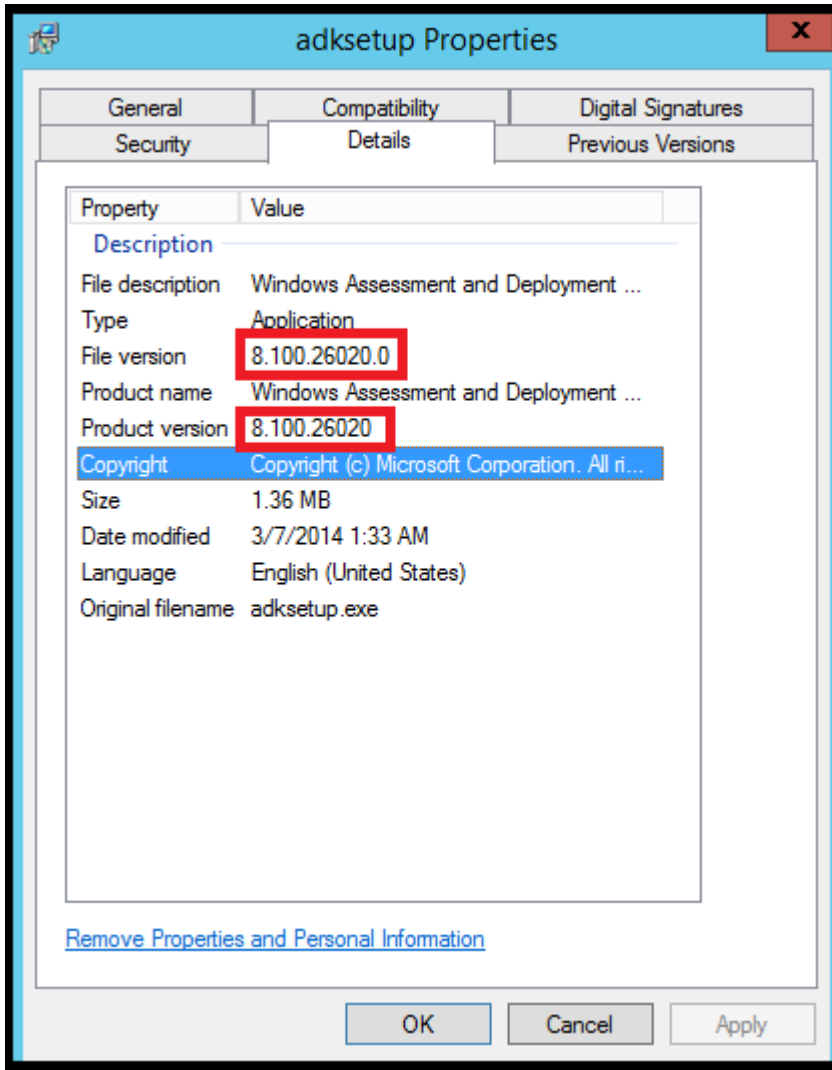 adksetup Properties
x
General Compatibility Digital Signatures
Security Details Previous Versions
Property Value
Description
File description Windows Assessment and Deployment ...
Type Application
File version 8.100.26020.0
Product name Windows Assessment and Deployment ...
Product version 8.100.26020
Copyright Copyright (c) Microsoft Corporation. All ri...
Size 1.36 MB
Date modified 3/7/2014 1:33 AM
Language English (United States)
Original filename adksetup.exe
Remove Properties and Personal Information
OK Cancel Apply